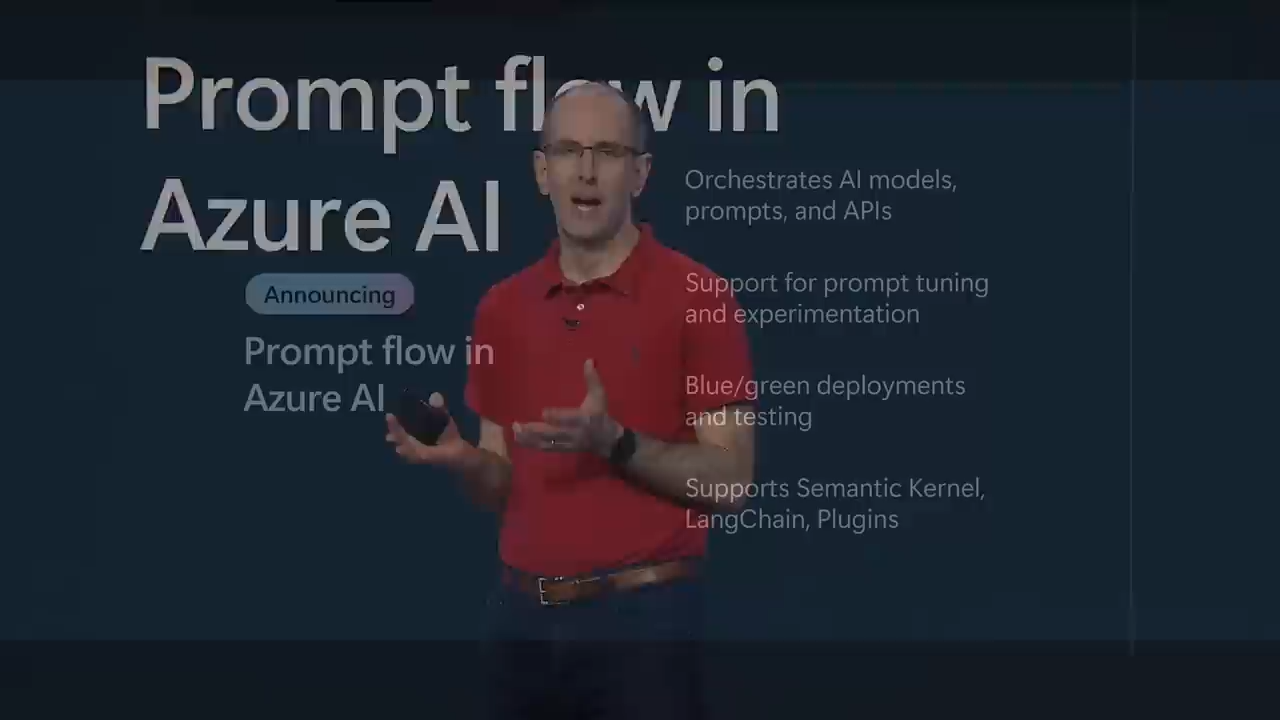 Prompt flow in
Azure AI
Announcing
Prompt flow in
Azure AI
Orchestrates AI models,
prompts, and APIs
Support for prompt tuning
and experimentation
Blue/green deployments
and testing
Supports Semantic Kernel,
LangChain, Plugins